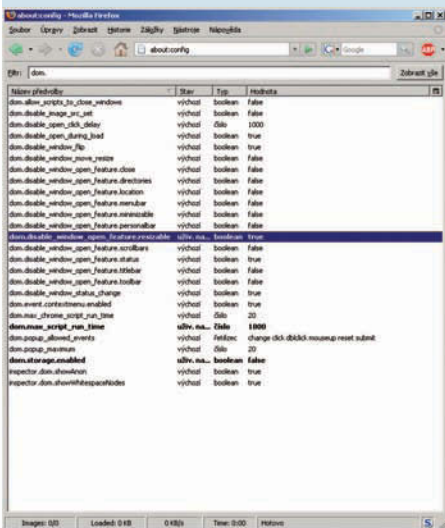 about:config - Mozilla Firefox
Soubor Úpravy Zobrazit Historie Záložky Nástroje Nápověda
about:config Google ABP
Filtr: dom. Zobrazit vše
Název předvolby Stav Typ Hodnota
dom.allow_scripts_to_close_windows výchozí boolean false
dom.disable_image_src_set výchozí boolean false
dom.disable_open_click_delay výchozí číslo 1000
dom.disable_open_during_load výchozí boolean true
dom.disable_window_flip výchozí boolean true
dom.disable_window_move_resize výchozí boolean false
dom.disable_window_open_feature.close výchozí boolean false
dom.disable_window_open_feature.directories výchozí boolean false
dom.disable_window_open_feature.location výchozí boolean false
dom.disable_window_open_feature.menubar výchozí boolean false
dom.disable_window_open_feature.minimizable výchozí boolean false
dom.disable_window_open_feature.personalbar výchozí boolean false
dom.disable_window_open_feature.resizable uživ. na... boolean true
dom.disable_window_open_feature.scrollbars výchozí boolean false
dom.disable_window_open_feature.status výchozí boolean true
dom.disable_window_open_feature.titlebar výchozí boolean false
dom.disable_window_open_feature.toolbar výchozí boolean false
dom.disable_window_status_change výchozí boolean true
dom.event.contextmenu.enabled výchozí boolean true
dom.max_chrome_script_run_time výchozí číslo 20
dom.max_script_run_time uživ. na... číslo 1800
dom.popup_allowed_events výchozí řetězec change click dblclick mouseup reset submit
dom.popup_maximum výchozí číslo 20
dom.storage.enabled uživ. na... boolean false
inspector.dom.showAnon výchozí boolean true
inspector.dom.showWhitespaceNodes výchozí boolean true
Images: 0/0 Loaded: 0 KB 0 KB/s Time: 0:00 Hotovo S